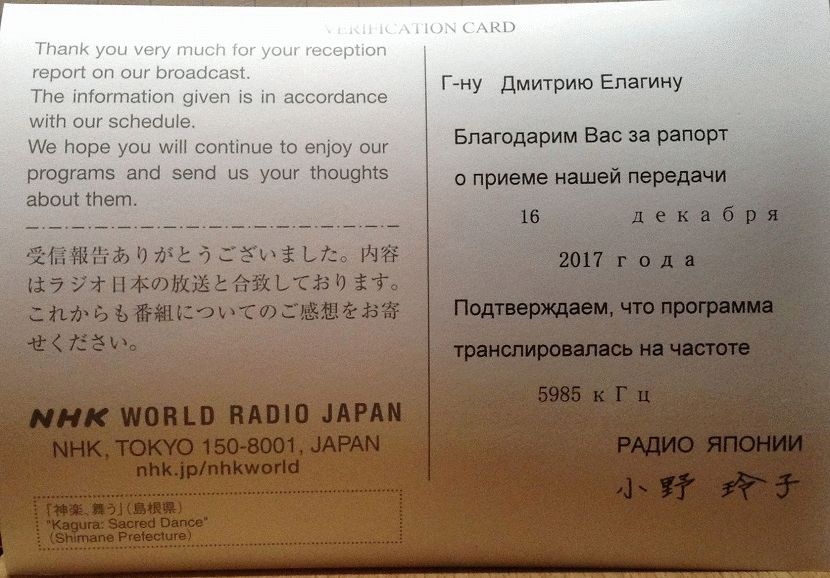 VERIFICATION CARD
Thank you very much for your reception
report on our broadcast.
The information given is in accordance
with our schedule.
We hope you will continue to enjoy our
programs and send us your thoughts
about them.
受信報告ありがとうございました。内容
はラジオ日本の放送と合致しております。
これからも番組についてのご感想をお寄
せください。
NHK WORLD RADIO JAPAN
NHK, TOKYO 150-8001, JAPAN
nhk.jp/nhkworld
「神楽、舞う」(島根県)
"Kagura: Sacred Dance"
(Shimane Prefecture)
Г-ну Дмитрию Елагину
Благодарим Вас за рапорт
о приеме нашей передачи
16 декабря
2017 года
Подтверждаем, что программа
транслировалась на частоте
5985 кГц
РАДИО ЯПОНИИ
小野 玲子